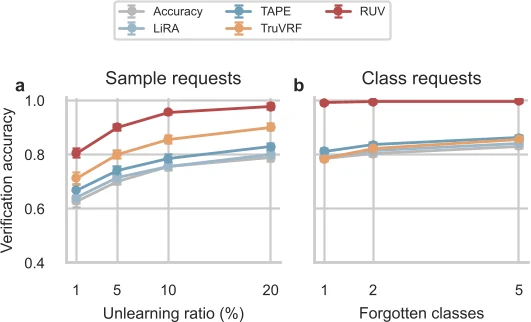 Accuracy TAPE RUV
LiRA TruVRF
a Sample requests b Class requests
Verification accuracy
1.0
0.8
0.6
0.4
1 5 10 20 1 2 5
Unlearning ratio (%) Forgotten classes